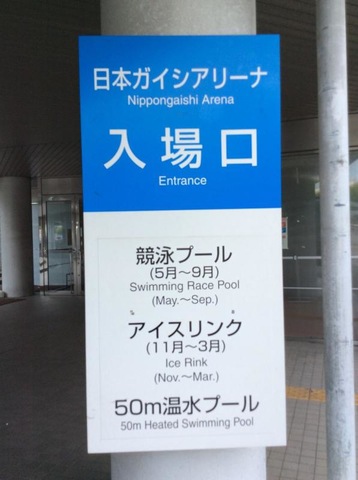 日本ガイシアリーナ
Nippongaishi Arena
入場口
Entrance
競泳プール
(5月～9月)
Swimming Race Pool
(May.～Sep.)
アイスリンク
(11月～3月)
Ice Rink
(Nov.～Mar.)
50m温水プール
50m Heated Swimming Pool